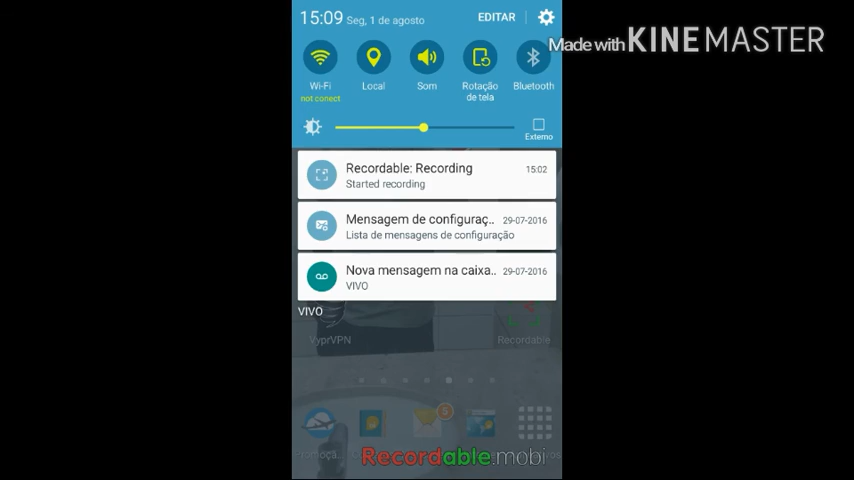 15:09 Seg, 1 de agosto EDITAR
Made with KINEMASTER
Wi-Fi
not conect
Local
Som
Rotação
de tela
Bluetooth
Externo
Recordable: Recording 15:02
Started recording
Mensagem de configuraç.. 29-07-2016
Lista de mensagens de configuração
Nova mensagem na caixa.. 29-07-2016
VIVO
VIVO
VyprVPN
Recordable
5
Recordable.mobi